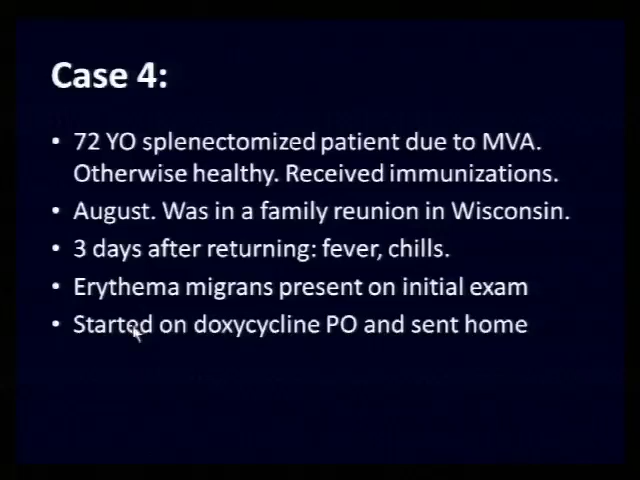 Case 4:
• 72 YO splenectomized patient due to MVA.
Otherwise healthy. Received immunizations.
• August. Was in a family reunion in Wisconsin.
• 3 days after returning: fever, chills.
• Erythema migrans present on initial exam
• Started on doxycycline PO and sent home